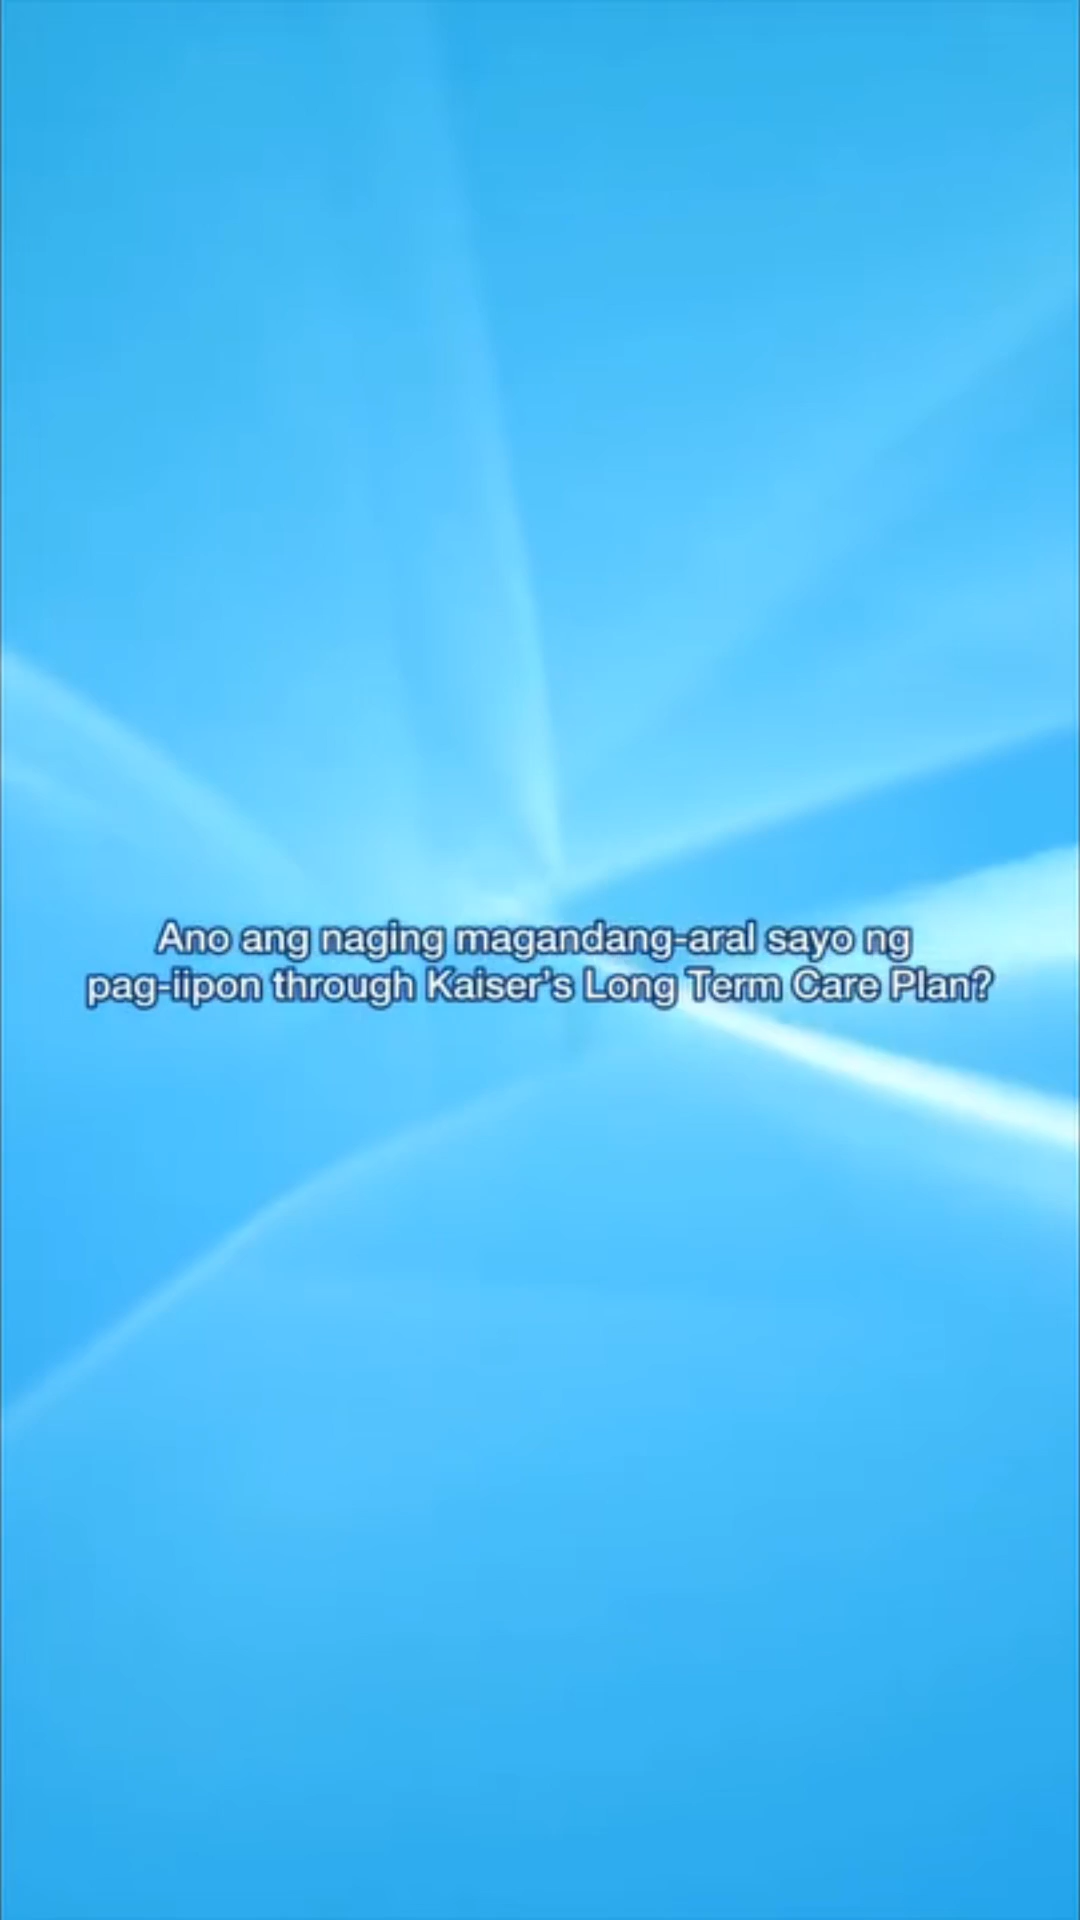 Ano ang naging magandang-aral sayo ng
pag-iipon through Kaiser's Long Term Care Plan?